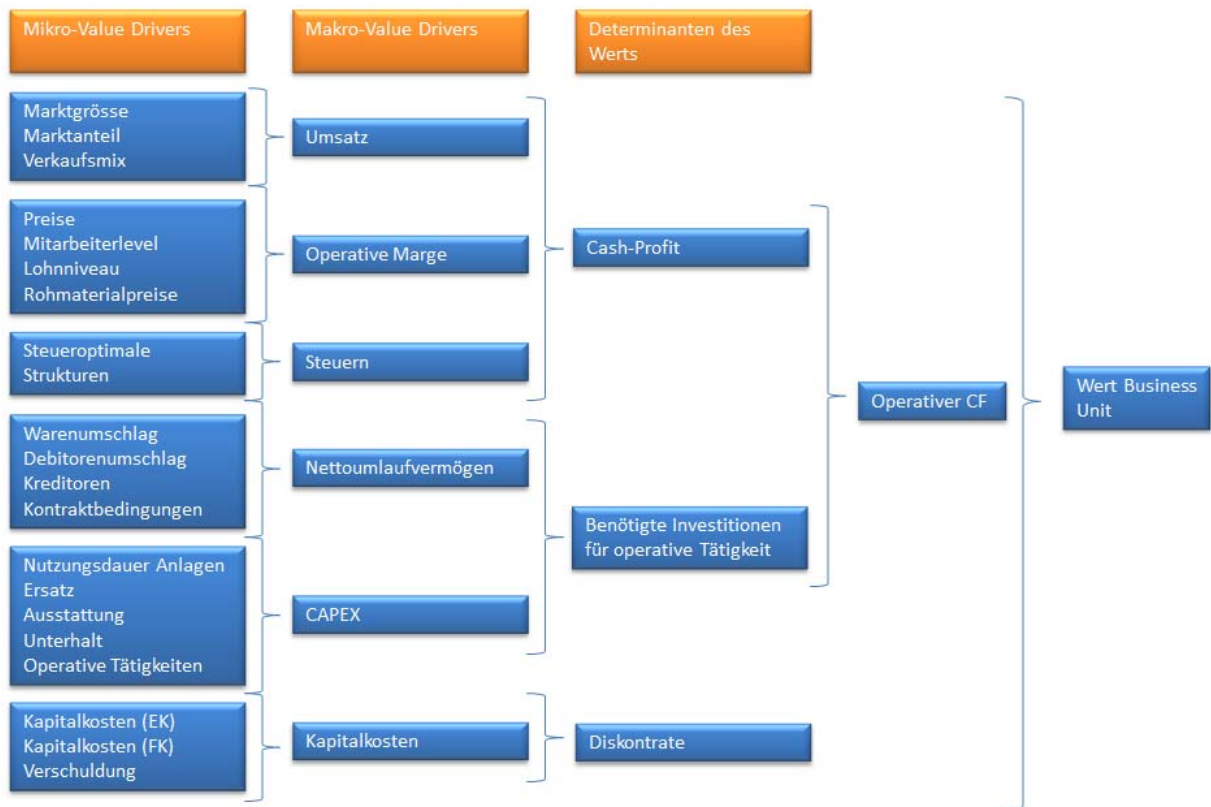 Mikro-Value Drivers
Makro-Value Drivers
Determinanten des
Werts
Marktgrösse
Marktanteil
Verkaufsmix
Umsatz
Preise
Mitarbeiterlevel
Lohnniveau
Rohmaterialpreise
Operative Marge
Cash-Profit
Steueroptimale
Strukturen
Steuern
Operativer CF
Wert Business
Unit
Warenumschlag
Debitorenumschlag
Kreditoren
Kontraktbedingungen
Nettoumlaufvermögen
Benötigte Investitionen
für operative Tätigkeit
Nutzungsdauer Anlagen
Ersatz
Ausstattung
Unterhalt
Operative Tätigkeiten
CAPEX
Kapitalkosten (EK)
Kapitalkosten (FK)
Verschuldung
Kapitalkosten
Diskontrate